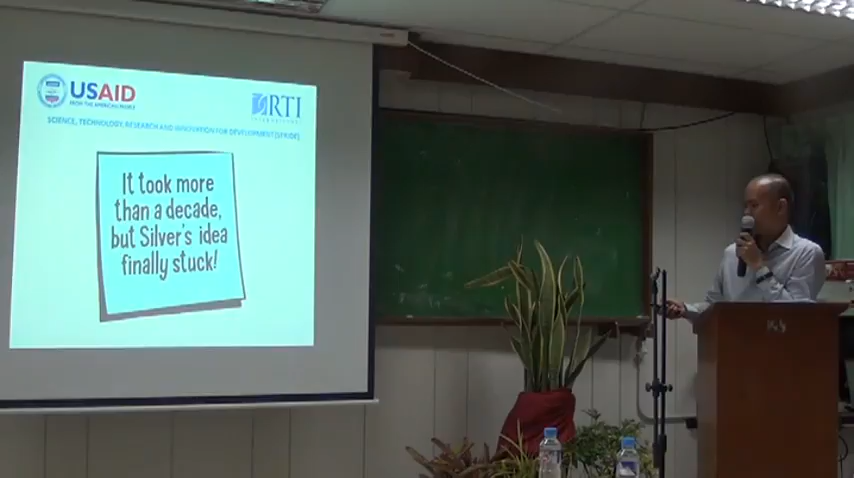 USAID
FROM THE AMERICAN PEOPLE
RTI
INTERNATIONAL
SCIENCE, TECHNOLOGY, RESEARCH AND INNOVATION FOR DEVELOPMENT (STRIDE)
It took more
than a decade,
but Silver's idea
finally stuck!